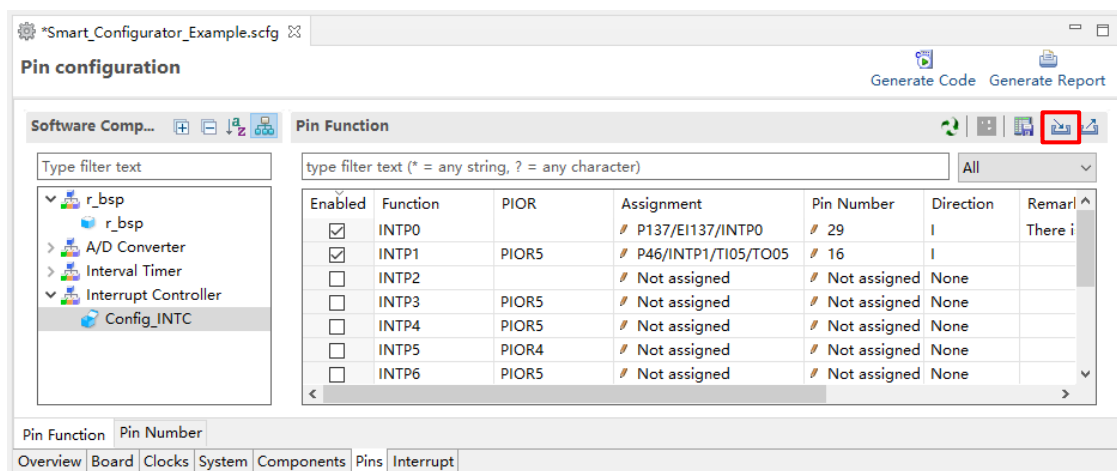 *Smart_Configurator_Example.scfg
Pin configuration
Generate Code Generate Report
Software Comp...
Pin Function
Type filter text
type filter text (* = any string, ? = any character)
All
r_bsp
r_bsp
A/D Converter
Interval Timer
Interrupt Controller
Config_INTC
Enabled Function PIOR Assignment Pin Number Direction Remarl
INTP0 P137/EI137/INTP0 29 I There i
INTP1 PIOR5 P46/INTP1/TI05/TO05 16 I
INTP2 Not assigned Not assigned None
INTP3 PIOR5 Not assigned Not assigned None
INTP4 PIOR5 Not assigned Not assigned None
INTP5 PIOR4 Not assigned Not assigned None
INTP6 PIOR5 Not assigned Not assigned None
Pin Function Pin Number
Overview Board Clocks System Components Pins Interrupt